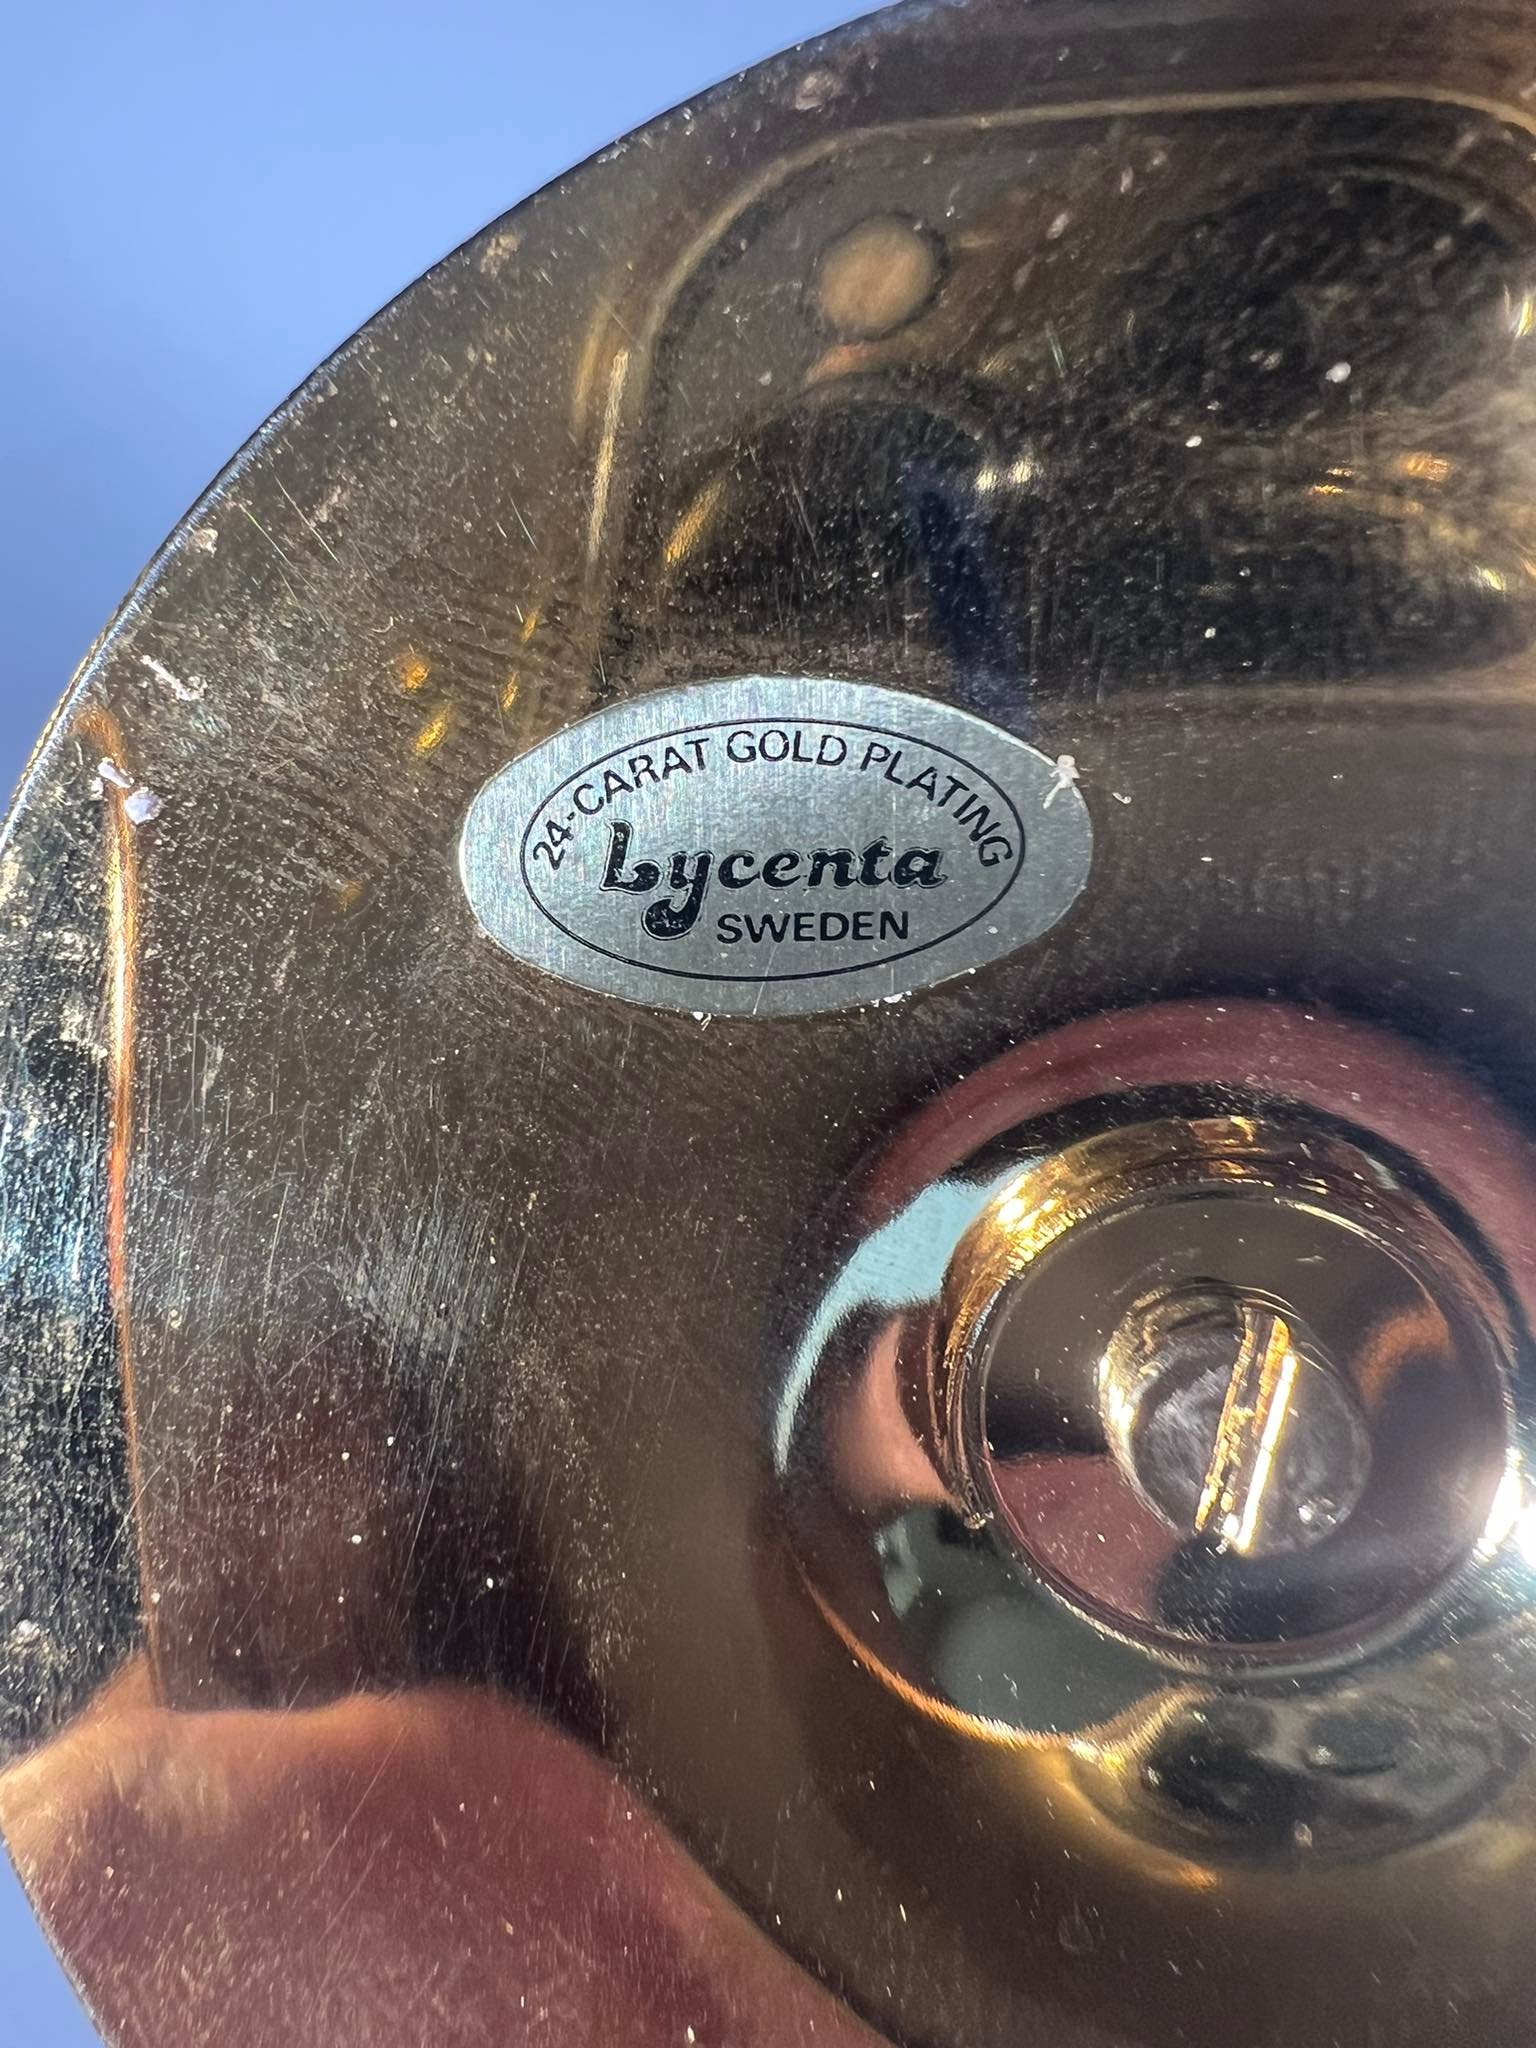 24-CARAT GOLD PLATING
Lycenta
SWEDEN